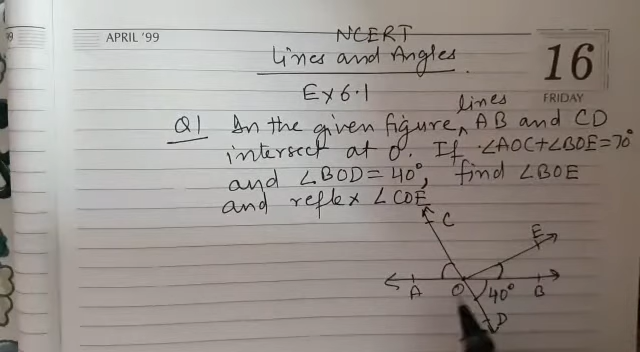 99
APRIL '99
NCERT
Lines and Angles.
16
FRIDAY
Ex 6.1
Q1 In the given figure, lines AB and CD
intersect at O. If ∠AOC+∠BOE=70°
and ∠BOD=40°, find ∠BOE
and reflex ∠COE
C
E
A O 40° B
D